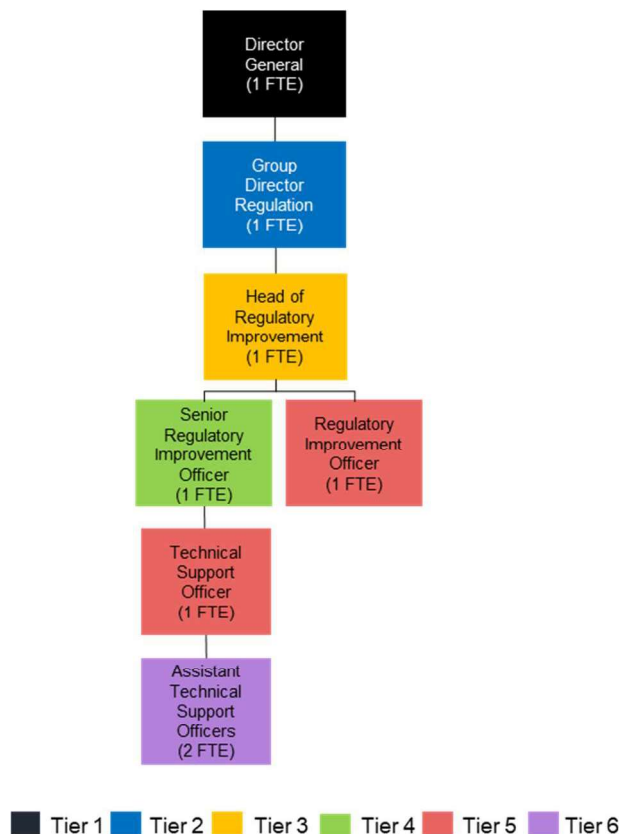 Director
General
(1 FTE)
Group
Director
Regulation
(1 FTE)
Head of
Regulatory
Improvement
(1 FTE)
Senior
Regulatory
Improvement
Officer
(1 FTE)
Regulatory
Improvement
Officer
(1 FTE)
Technical
Support
Officer
(1 FTE)
Assistant
Technical
Support
Officers
(2 FTE)
Tier 1 Tier 2 Tier 3 Tier 4 Tier 5 Tier 6